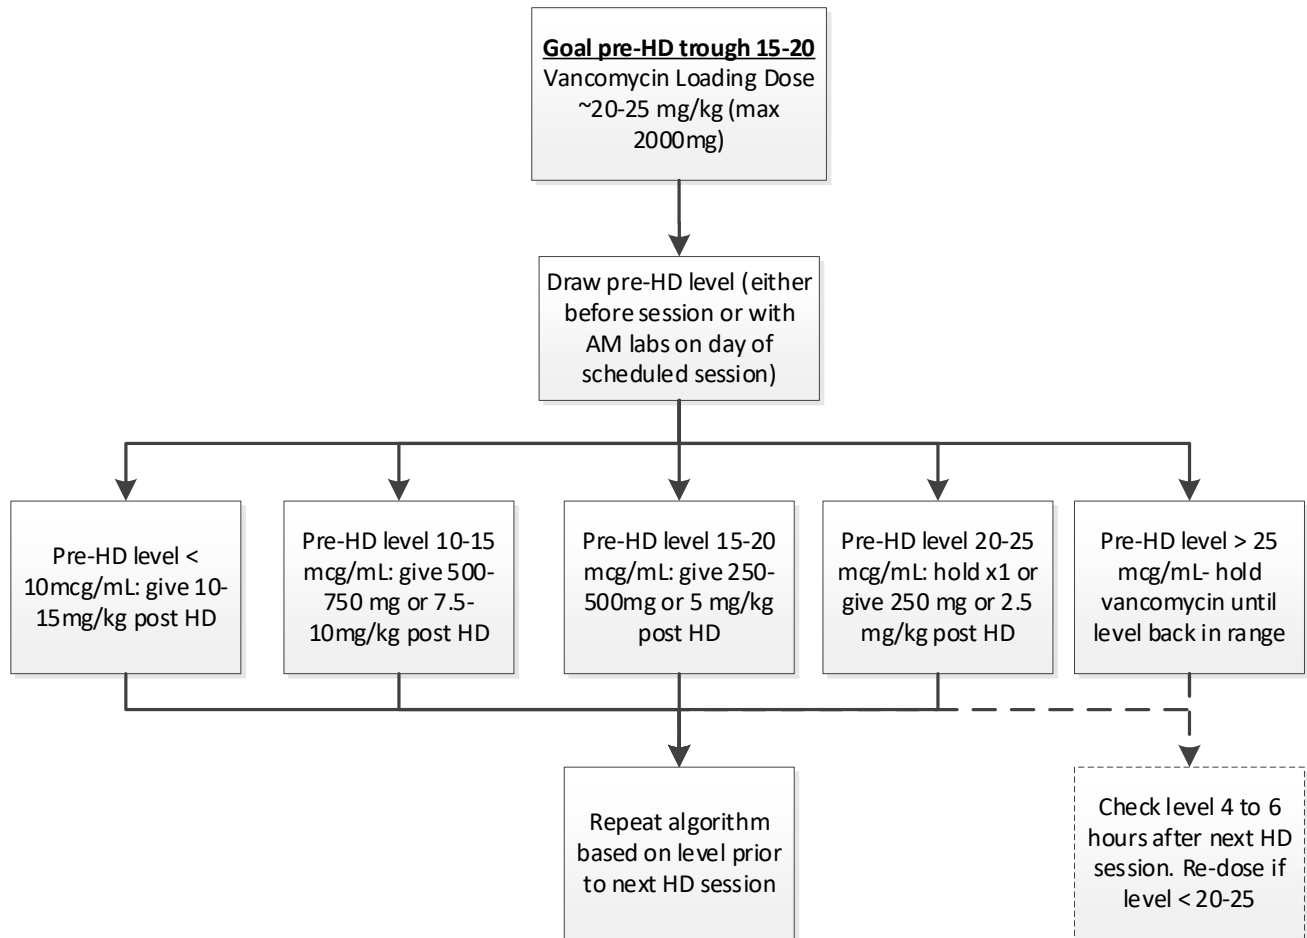 Goal pre-HD trough 15-20
Vancomycin Loading Dose
~20-25 mg/kg (max
2000mg)
Draw pre-HD level (either
before session or with
AM labs on day of
scheduled session)
Pre-HD level <
10mcg/mL: give 10-
15mg/kg post HD
Pre-HD level 10-15
mcg/mL: give 500-
750 mg or 7.5-
10mg/kg post HD
Pre-HD level 15-20
mcg/mL: give 250-
500mg or 5 mg/kg
post HD
Pre-HD level 20-25
mcg/mL: hold x1 or
give 250 mg or 2.5
mg/kg post HD
Pre-HD level > 25
mcg/mL- hold
vancomycin until
level back in range
Repeat algorithm
based on level prior
to next HD session
Check level 4 to 6
hours after next HD
session. Re-dose if
level < 20-25